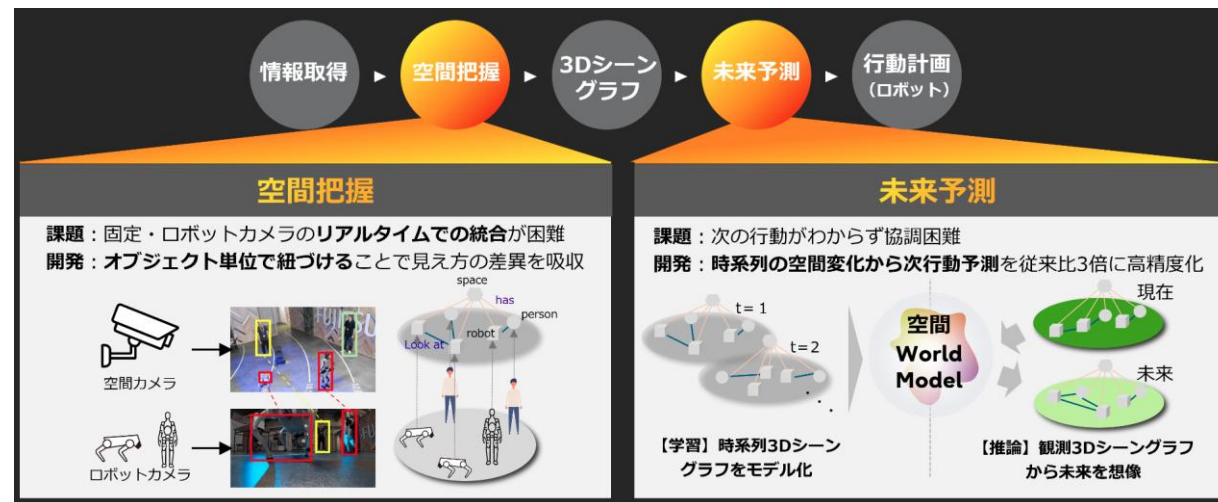 情報取得
空間把握
3Dシーン
グラフ
未来予測
行動計画
（ロボット）
空間把握
課題：固定・ロボットカメラのリアルタイムでの統合が困難
開発：オブジェクト単位で紐づけることで見え方の差異を吸収
空間カメラ
ロボットカメラ
space
has
person
robot
Look at
未来予測
課題：次の行動がわからず協調困難
開発：時系列の空間変化から次行動予測を従来比3倍に高精度化
t= 1
t=2
空間
World
Model
現在
未来
【学習】時系列3Dシーン
グラフをモデル化
【推論】観測3Dシーングラフ
から未来を想像